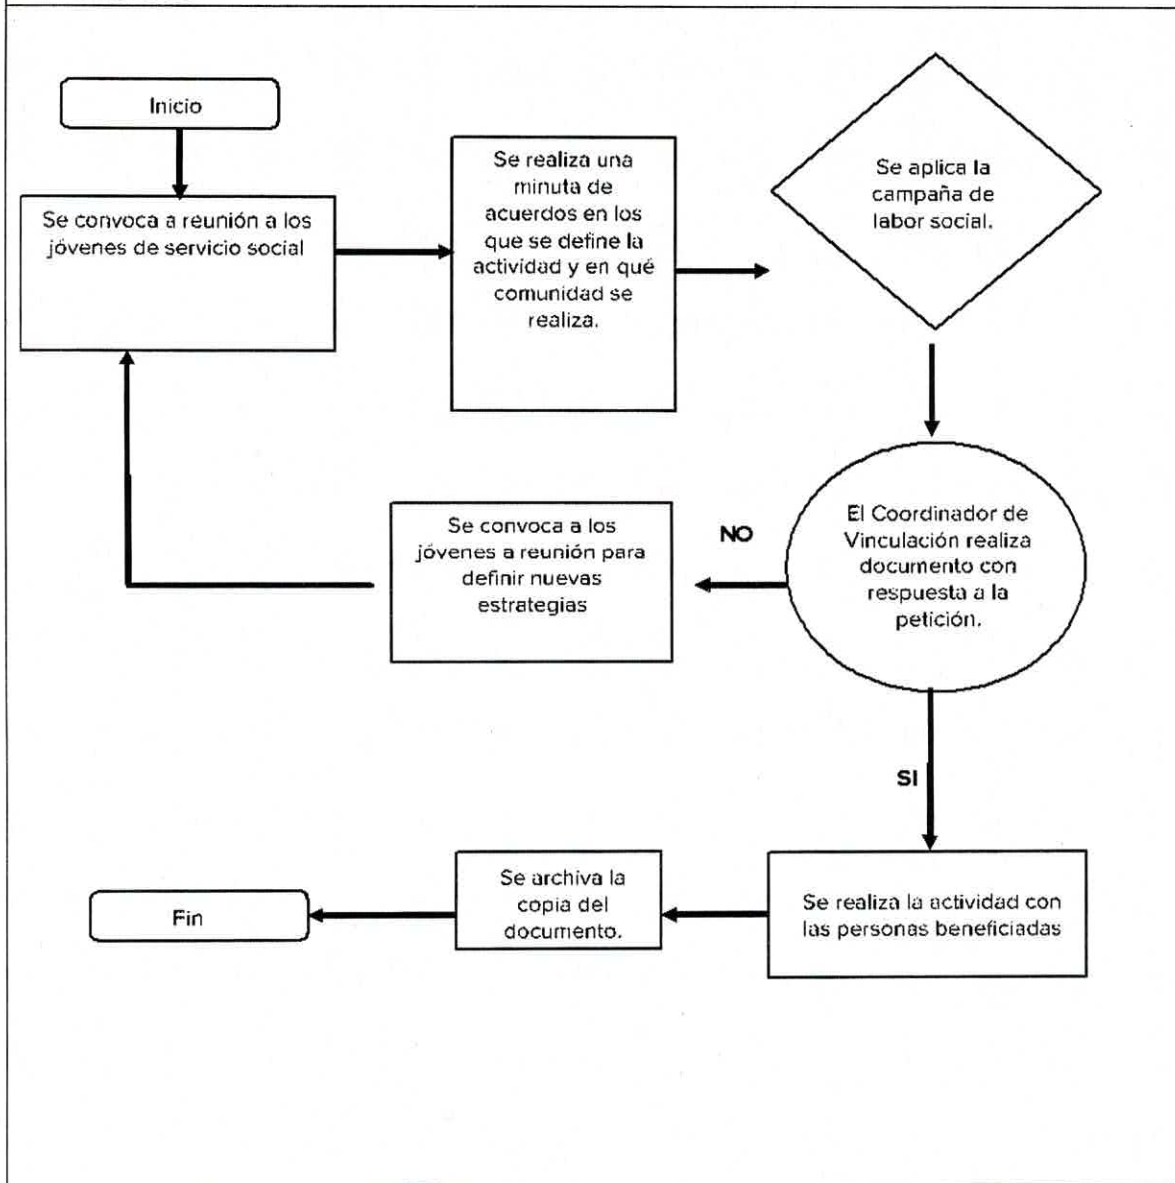 Inicio
Se convoca a reunión a los
jóvenes de servicio social
Se realiza una
minuta de
acuerdos en los
que se define la
actividad y en qué
comunidad se
realiza.
Se aplica la
campaña de
labor social.
El Coordinador de
Vinculación realiza
documento con
respuesta a la
petición.
NO
Se convoca a los
jóvenes a reunión para
definir nuevas
estrategias
SI
Se realiza la actividad con
las personas beneficiadas
Se archiva la
copia del
documento.
Fin